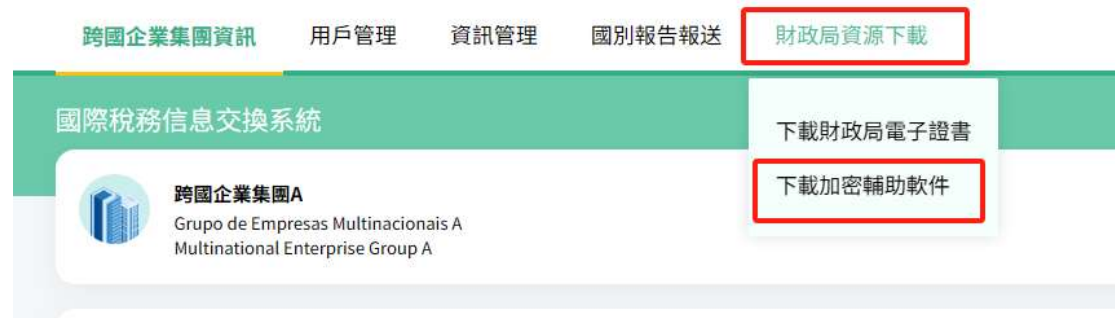 跨國企業集團資訊 用戶管理 資訊管理 國別報告報送 財政局資源下載
國際稅務信息交換系統
下載財政局電子證書
下載加密輔助軟件
跨國企業集團A
Grupo de Empresas Multinacionais A
Multinational Enterprise Group A